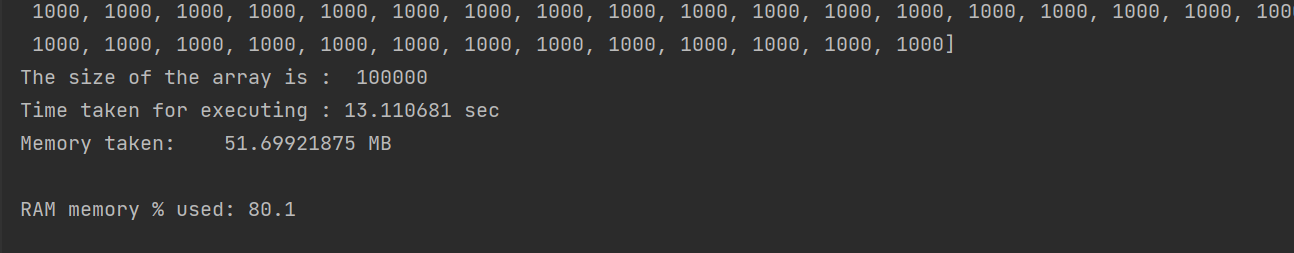 1000, 1000, 1000, 1000, 1000, 1000, 1000, 1000, 1000, 1000, 1000, 1000, 1000, 1000, 1000, 1000, 1000,
1000, 1000, 1000, 1000, 1000, 1000, 1000, 1000, 1000, 1000, 1000, 1000, 1000]
The size of the array is :  100000
Time taken for executing : 13.110681 sec
Memory taken:    51.69921875 MB
RAM memory % used: 80.1